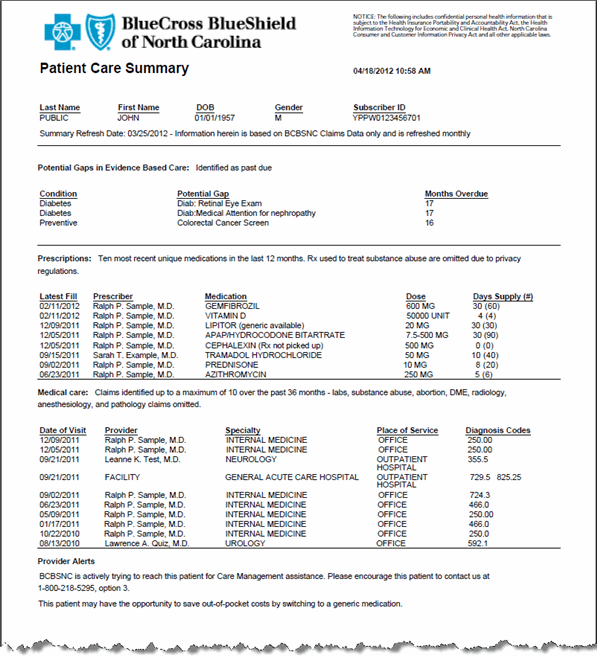 BlueCross BlueShield
of North Carolina
NOTICE: The following includes confidential personal health information that is
subject to the Health Insurance Portability and Accountability Act, the Health
Information Technology for Economic and Clinical Health Act, North Carolina
Consumer and Customer Information Privacy Act and all other applicable laws.
Patient Care Summary
04/18/2012 10:58 AM
Last Name First Name DOB Gender Subscriber ID
PUBLIC JOHN 01/01/1957 M YPPW0123456701
Summary Refresh Date: 03/25/2012 - Information herein is based on BCBSNC Claims Data only and is refreshed monthly
Potential Gaps in Evidence Based Care: Identified as past due
Condition Potential Gap Months Overdue
Diabetes Diab: Retinal Eye Exam 17
Diabetes Diab:Medical Attention for nephropathy 17
Preventive Colorectal Cancer Screen 16
Prescriptions: Ten most recent unique medications in the last 12 months. Rx used to treat substance abuse are omitted due to privacy
regulations.
Latest Fill Prescriber Medication Dose Days Supply (#)
02/11/2012 Ralph P. Sample, M.D. GEMFIBROZIL 600 MG 30 (60)
02/11/2012 Ralph P. Sample, M.D. VITAMIN D 50000 UNIT 4 (4)
12/09/2011 Ralph P. Sample, M.D. LIPITOR (generic available) 20 MG 30 (30)
12/05/2011 Ralph P. Sample, M.D. APAP/HYDROCODONE BITARTRATE 7.5-500 MG 30 (90)
12/05/2011 Ralph P. Sample, M.D. CEPHALEXIN (Rx not picked up) 500 MG 0 (0)
09/15/2011 Sarah T. Example, M.D. TRAMADOL HYDROCHLORIDE 50 MG 10 (40)
09/02/2011 Ralph P. Sample, M.D. PREDNISONE 10 MG 8 (20)
06/23/2011 Ralph P. Sample, M.D. AZITHROMYCIN 250 MG 5 (6)
Medical care: Claims identified up to a maximum of 10 over the past 36 months - labs, substance abuse, abortion, DME, radiology,
anesthesiology, and pathology claims omitted.
Date of Visit Provider Specialty Place of Service Diagnosis Codes
12/09/2011 Ralph P. Sample, M.D. INTERNAL MEDICINE OFFICE 250.00
12/05/2011 Ralph P. Sample, M.D. INTERNAL MEDICINE OFFICE 250.00
09/21/2011 Leanne K. Test, M.D. NEUROLOGY OUTPATIENT 355.5
HOSPITAL
09/21/2011 FACILITY GENERAL ACUTE CARE HOSPITAL OUTPATIENT 729.5 825.25
HOSPITAL
09/02/2011 Ralph P. Sample, M.D. INTERNAL MEDICINE OFFICE 724.3
06/23/2011 Ralph P. Sample, M.D. INTERNAL MEDICINE OFFICE 466.0
05/09/2011 Ralph P. Sample, M.D. INTERNAL MEDICINE OFFICE 250.00
01/17/2011 Ralph P. Sample, M.D. INTERNAL MEDICINE OFFICE 466.0
10/22/2010 Ralph P. Sample, M.D. INTERNAL MEDICINE OFFICE 250.0
08/13/2010 Lawrence A. Quiz, M.D. UROLOGY OFFICE 592.1
Provider Alerts
BCBSNC is actively trying to reach this patient for Care Management assistance. Please encourage this patient to contact us at
1-800-218-5295, option 3.
This patient may have the opportunity to save out-of-pocket costs by switching to a generic medication.